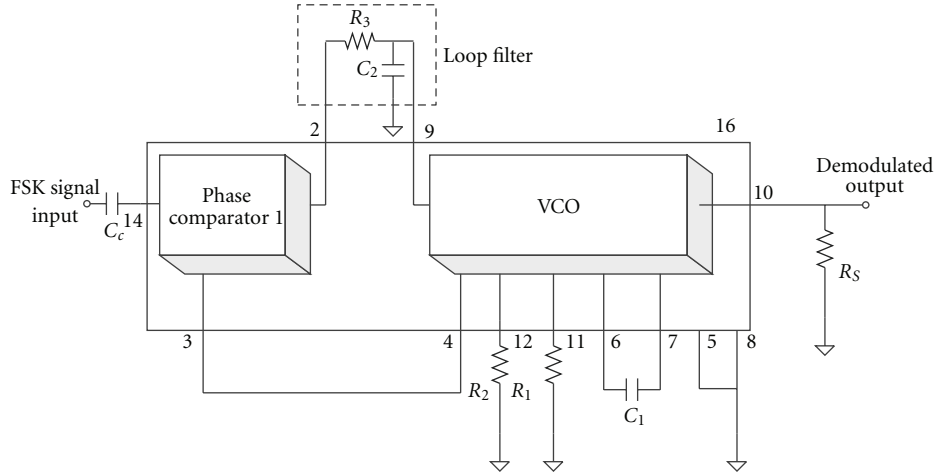 R3
C2
Loop filter
2
9
16
FSK signal
input
Cc
14
Phase
comparator 1
VCO
10
Demodulated
output
RS
3
4
12
11
6
7
5
8
R2
R1
C1